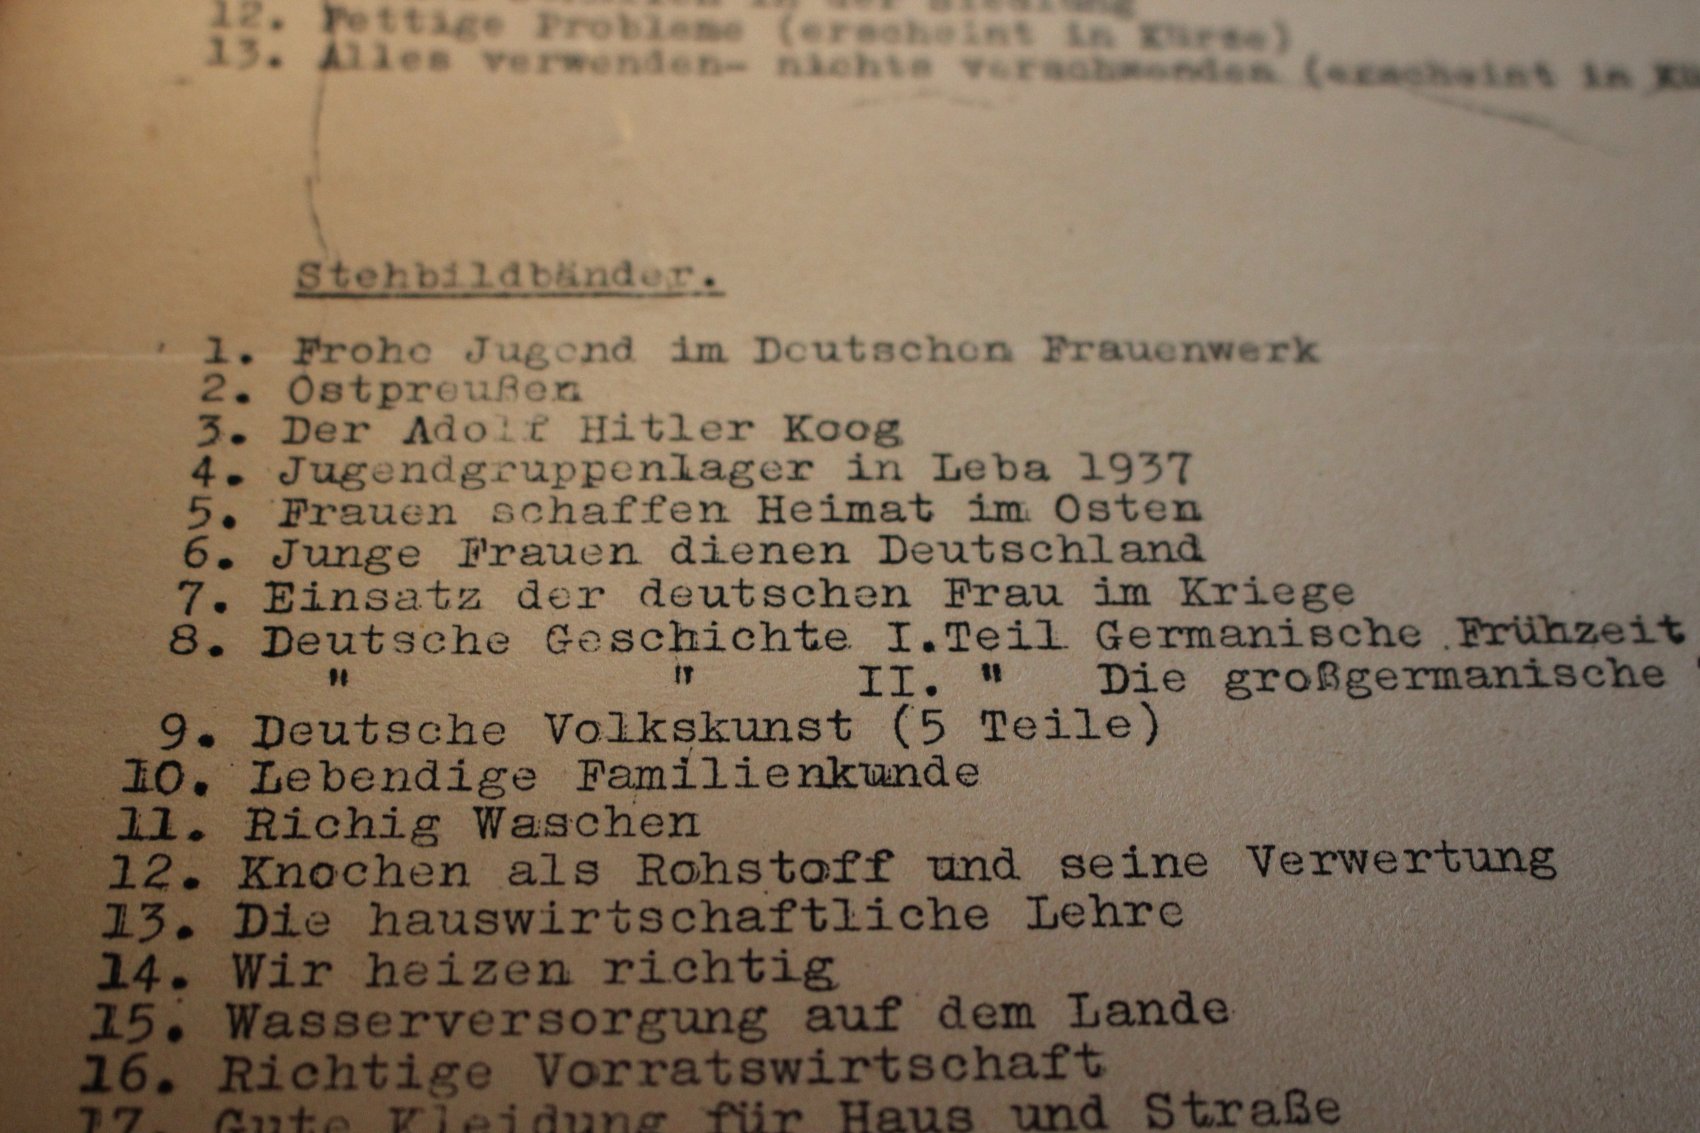 in der Siedlung
12. Fettige Probleme (erscheint in Kürze)
13. Alles verwenden- nichts verschwenden (erscheint in
Stehbildbänder.
1. Frohe Jugend im Deutschen Frauenwerk
2. Ostpreußen
3. Der Adolf Hitler Koog
4. Jugendgruppenlager in Leba 1937
5. Frauen schaffen Heimat im Osten
6. Junge Frauen dienen Deutschland
7. Einsatz der deutschen Frau im Kriege
8. Deutsche Geschichte I.Teil Germanische Frühzeit
" " II. " Die großgermanische
9. Deutsche Volkskunst (5 Teile)
10. Lebendige Familienkunde
11. Richig Waschen
12. Knochen als Rohstoff und seine Verwertung
13. Die hauswirtschaftliche Lehre
14. Wir heizen richtig
15. Wasserversorgung auf dem Lande
16. Richtige Vorratswirtschaft
17. Gute Kleidung für Haus und Straße